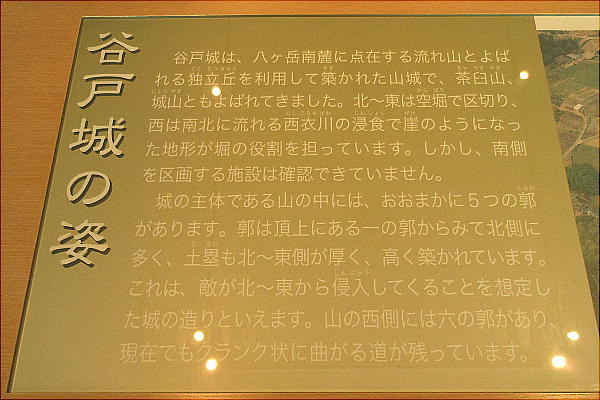 谷戸城の姿
谷戸城は、八ヶ岳南麓に点在する流れ山とよば
れる独立丘を利用して築かれた山城で、茶臼山、
城山ともよばれてきました。北～東は空堀で区切り、
西は南北に流れる西衣川の浸食で崖のようになっ
た地形が堀の役割を担っています。しかし、南側
を区画する施設は確認できていません。
城の主体である山の中には、おおまかに５つの郭
があります。郭は頂上にある一の郭からみて北側に
多く、土塁も北～東側が厚く、高く築かれています。
これは、敵が北～東から侵入してくることを想定し
た城の造りといえます。山の西側には六の郭があり、
現在でもクランク状に曲がる道が残っています。